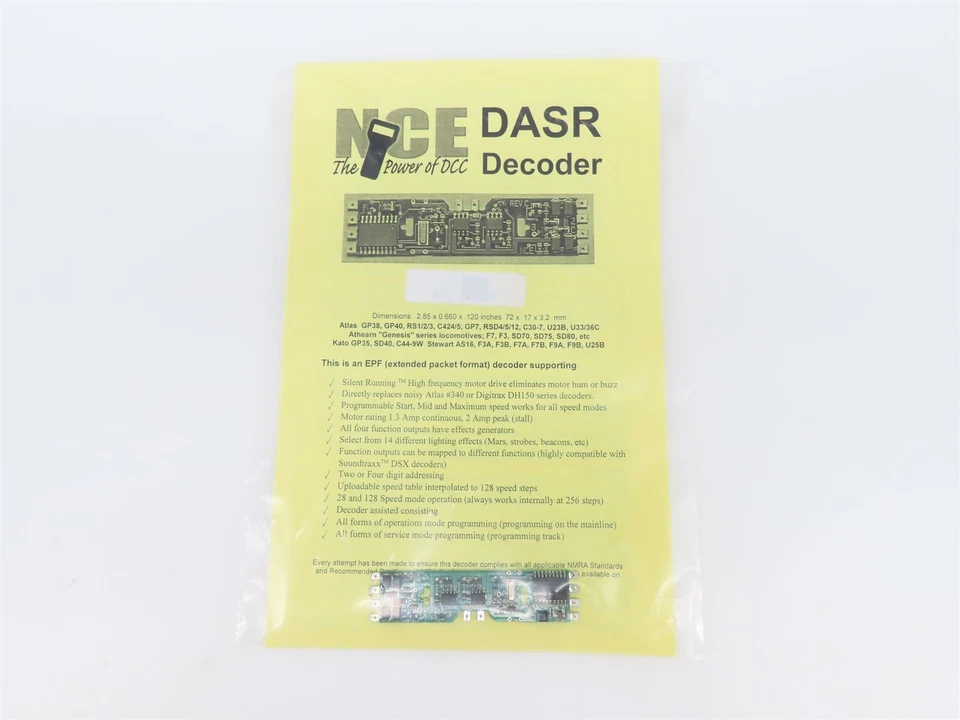 NCE DASR
The Power of DCC Decoder
REV C
NCE
Dimensions: 2.85 x 0.660 x .120 inches 72 x 17 x 3.2 mm
Atlas GP38, GP40, RS1/2/3, C424/5, GP7, RSD4/5/12, C30-7, U23B, U33/36C
Athearn "Genesis" series locomotives; F7, F3, SD70, SD75, SD80, etc
Kato GP35, SD40, C44-9W Stewart AS16, F3A, F3B, F7A, F7B, F9A, F9B, U25B
This is an EPF (extended packet format) decoder supporting:
✓ Silent Running ™ High frequency motor drive eliminates motor hum or buzz
✓ Directly replaces noisy Atlas #340 or Digitrax DH150 series decoders.
✓ Programmable Start, Mid and Maximum speed works for all speed modes
✓ Motor rating 1.3 Amp continuous, 2 Amp peak (stall)
✓ All four function outputs have effects generators
✓ Select from 14 different lighting effects (Mars, strobes, beacons, etc)
✓ Function outputs can be mapped to different functions (highly compatible with
Soundtraxx™ DSX decoders)
✓ Two or Four digit addressing
✓ Uploadable speed table interpolated to 128 speed steps
✓ 28 and 128 Speed mode operation (always works internally at 256 steps)
✓ Decoder assisted consisting
✓ All forms of operations mode programming (programming on the mainline)
✓ All forms of service mode programming (programming track)
Every attempt has been made to ensure this decoder complies with all applicable NMRA Standards
and Recommended available on